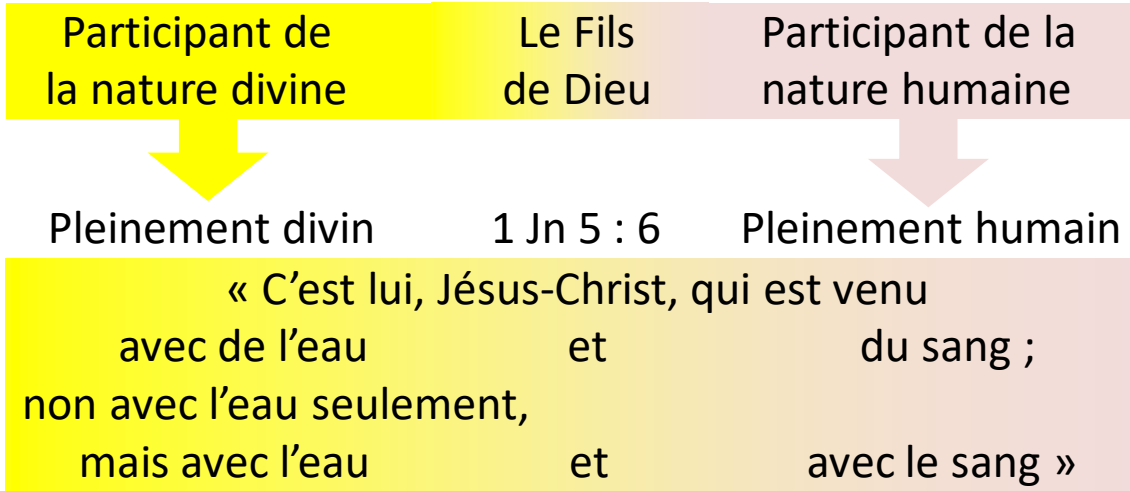 Participant de Le Fils Participant de la
la nature divine de Dieu nature humaine
Pleinement divin 1 Jn 5 : 6 Pleinement humain
« C’est lui, Jésus-Christ, qui est venu
avec de l’eau et du sang ;
non avec l’eau seulement,
mais avec l’eau et avec le sang »